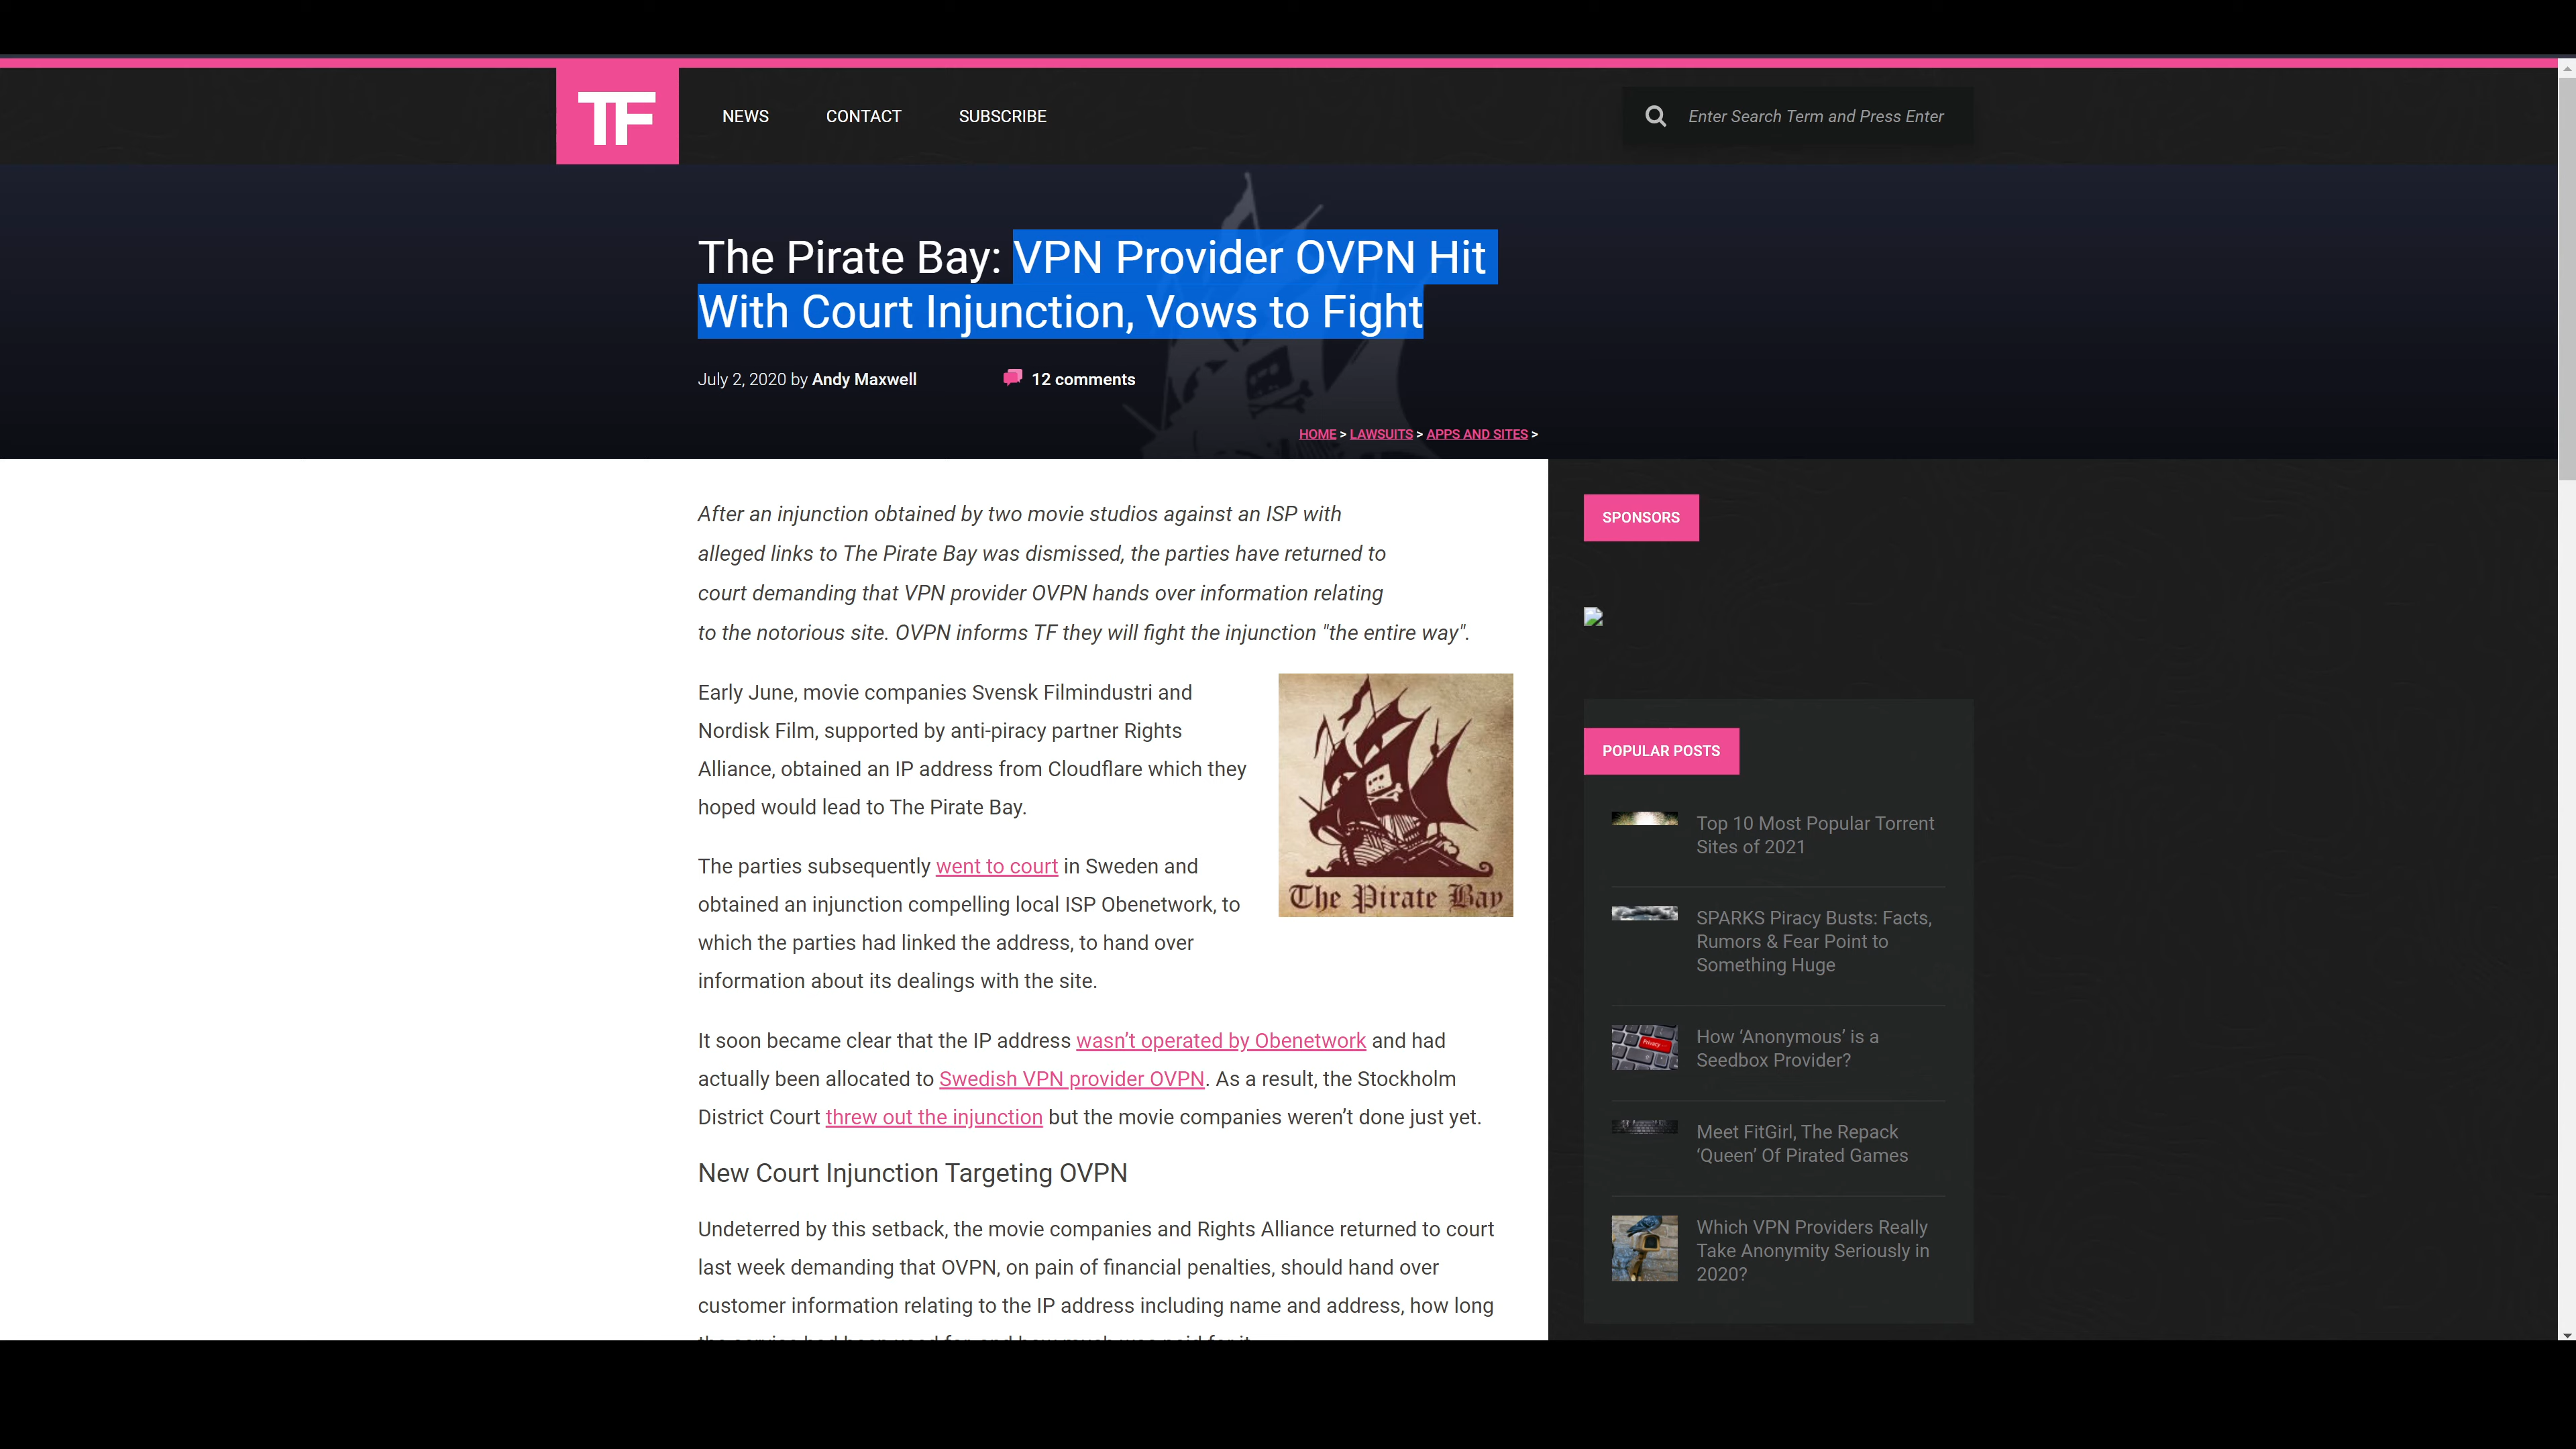 TF
NEWS
CONTACT
SUBSCRIBE
Enter Search Term and Press Enter
The Pirate Bay: VPN Provider OVPN Hit
With Court Injunction, Vows to Fight
July 2, 2020 by Andy Maxwell
12 comments
HOME > LAWSUITS > APPS AND SITES >
After an injunction obtained by two movie studios against an ISP with
alleged links to The Pirate Bay was dismissed, the parties have returned to
court demanding that VPN provider OVPN hands over information relating
to the notorious site. OVPN informs TF they will fight the injunction "the entire way".
Early June, movie companies Svensk Filmindustri and
Nordisk Film, supported by anti-piracy partner Rights
Alliance, obtained an IP address from Cloudflare which they
hoped would lead to The Pirate Bay.
The Pirate Bay
The parties subsequently went to court in Sweden and
obtained an injunction compelling local ISP Obenetwork, to
which the parties had linked the address, to hand over
information about its dealings with the site.
It soon became clear that the IP address wasn’t operated by Obenetwork and had
actually been allocated to Swedish VPN provider OVPN. As a result, the Stockholm
District Court threw out the injunction but the movie companies weren’t done just yet.
New Court Injunction Targeting OVPN
Undeterred by this setback, the movie companies and Rights Alliance returned to court
last week demanding that OVPN, on pain of financial penalties, should hand over
customer information relating to the IP address including name and address, how long
SPONSORS
POPULAR POSTS
Top 10 Most Popular Torrent
Sites of 2021
SPARKS Piracy Busts: Facts,
Rumors & Fear Point to
Something Huge
Privacy
How ‘Anonymous’ is a
Seedbox Provider?
Meet FitGirl, The Repack
‘Queen’ Of Pirated Games
Which VPN Providers Really
Take Anonymity Seriously in
2020?